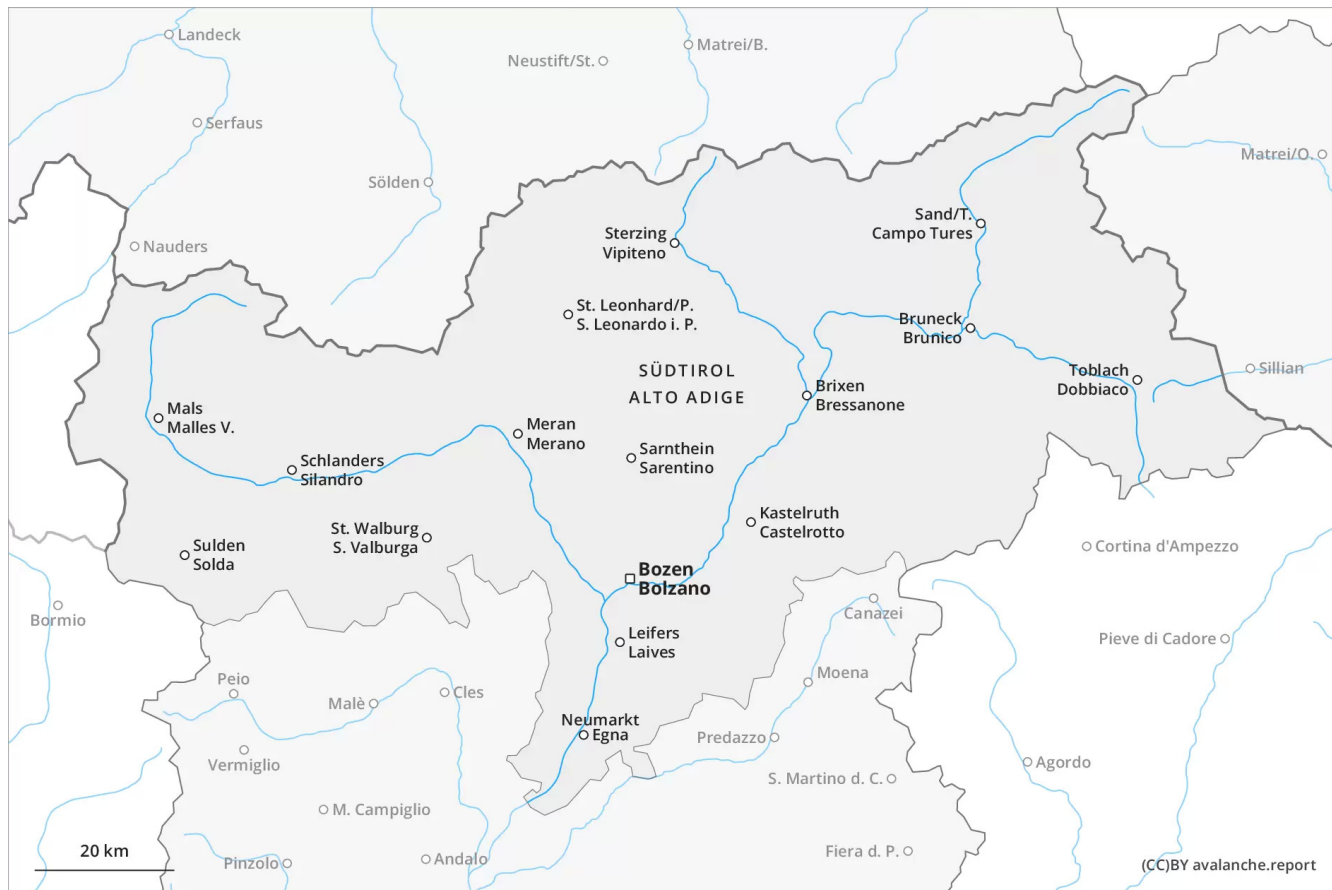 Landeck
Matrei/B.
Neustift/St.
Serfaus
Matrei/O.
Sölden
Sand/T.
Campo Tures
Sterzing
Vipiteno
Nauders
St. Leonhard/P.
S. Leonardo i. P.
Bruneck
Brunico
SÜDTIROL
ALTO ADIGE
Toblach
Dobbiaco
Sillian
Brixen
Bressanone
Mals
Malles V.
Meran
Merano
Sarnthein
Sarentino
Schlanders
Silandro
Kastelruth
Castelrotto
St. Walburg
S. Valburga
Sulden
Solda
Cortina d'Ampezzo
Bozen
Bolzano
Bormio
Canazei
Leifers
Laives
Pieve di Cadore
Peio
Moena
Malè
Cles
Neumarkt
Egna
Predazzo
Vermiglio
Agordo
S. Martino d. C.
M. Campiglio
20 km
Pinzolo
Andalo
Fiera d. P.
(CC)BY avalanche.report